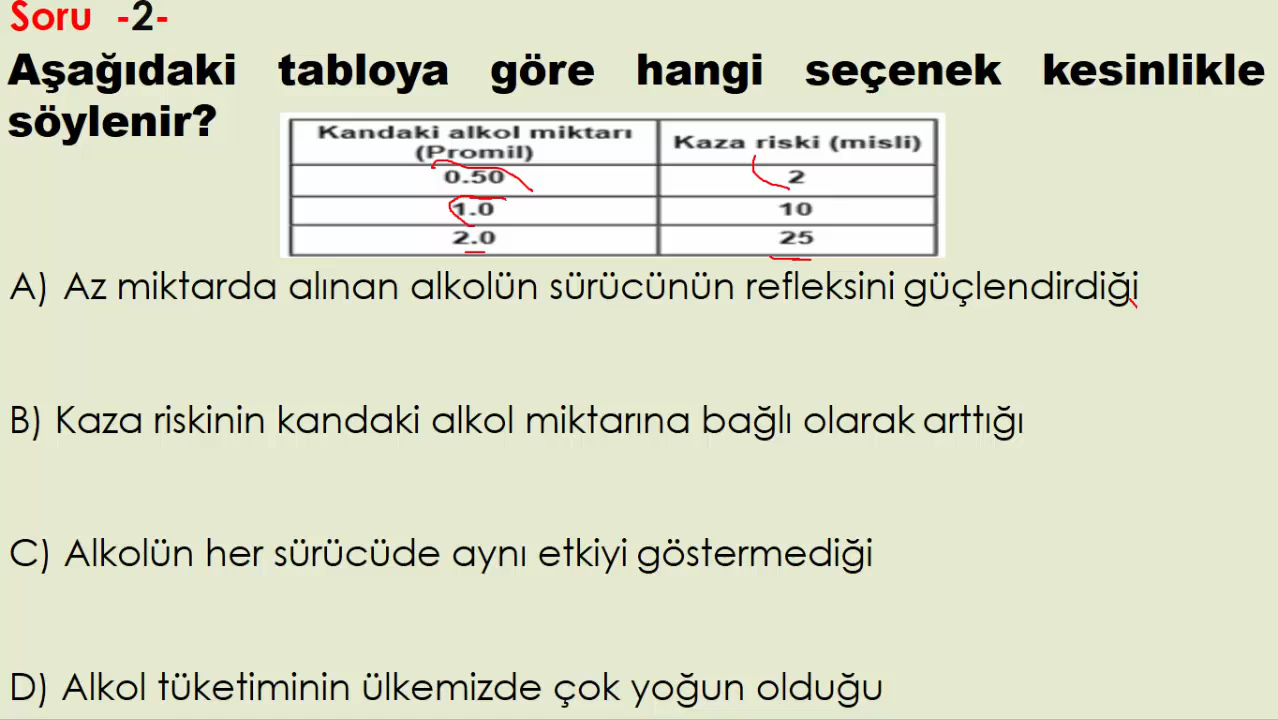 Soru -2-
Aşağıdaki tabloya göre hangi seçenek kesinlikle
söylenir?
Kandaki alkol miktarı (Promil) Kaza riski (misli)
0.50 2
1.0 10
2.0 25
A) Az miktarda alınan alkolün sürücünün refleksini güçlendirdiği
B) Kaza riskinin kandaki alkol miktarına bağlı olarak arttığı
C) Alkolün her sürücüde aynı etkiyi göstermediği
D) Alkol tüketiminin ülkemizde çok yoğun olduğu